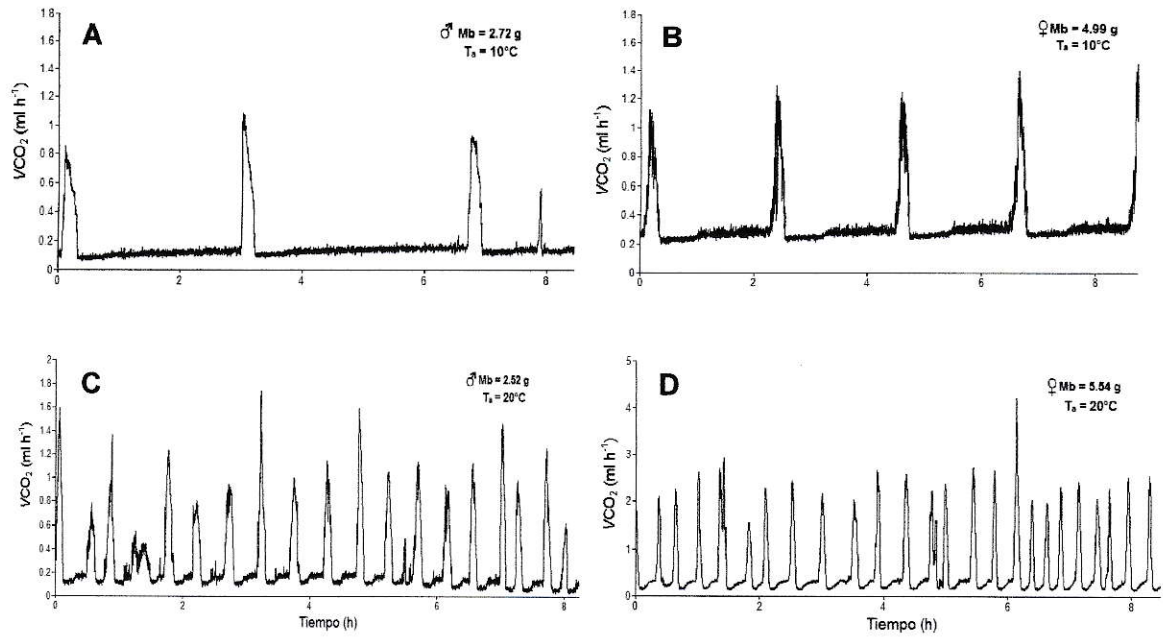 A
♂ Mb = 2.72 g
Ta = 10°C
V̇CO2 (ml h-1)
1.8
1.6
1.4
1.2
1
0.8
0.6
0.4
0.2
0
0 2 4 6 8
B
♀ Mb = 4.99 g
Ta = 10°C
V̇CO2 (ml h-1)
1.8
1.6
1.4
1.2
1
0.8
0.6
0.4
0.2
0
0 2 4 6 8
C
♂ Mb = 2.52 g
Ta = 20°C
V̇CO2 (ml h-1)
2
1.8
1.6
1.4
1.2
1
0.8
0.6
0.4
0.2
0
0 2 4 6 8
Tiempo (h)
D
♀ Mb = 5.54 g
Ta = 20°C
V̇CO2 (ml h-1)
5
4
3
2
1
0
0 2 4 6 8
Tiempo (h)